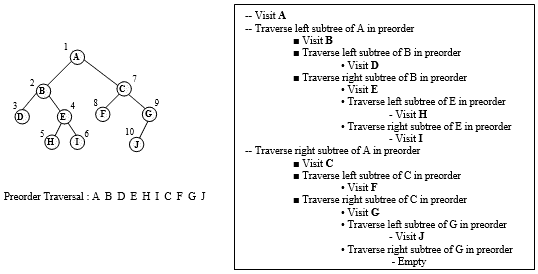 1
A
2
B
7
C
3
D
4
E
8
F
9
G
5
H
6
I
10
J
Preorder Traversal : A B D E H I C F G J
-- Visit A
-- Traverse left subtree of A in preorder
■ Visit B
■ Traverse left subtree of B in preorder
• Visit D
■ Traverse right subtree of B in preorder
• Visit E
• Traverse left subtree of E in preorder
- Visit H
• Traverse right subtree of E in preorder
- Visit I
-- Traverse right subtree of A in preorder
■ Visit C
■ Traverse left subtree of C in preorder
• Visit F
■ Traverse right subtree of C in preorder
• Visit G
• Traverse left subtree of G in preorder
- Visit J
• Traverse right subtree of G in preorder
- Empty